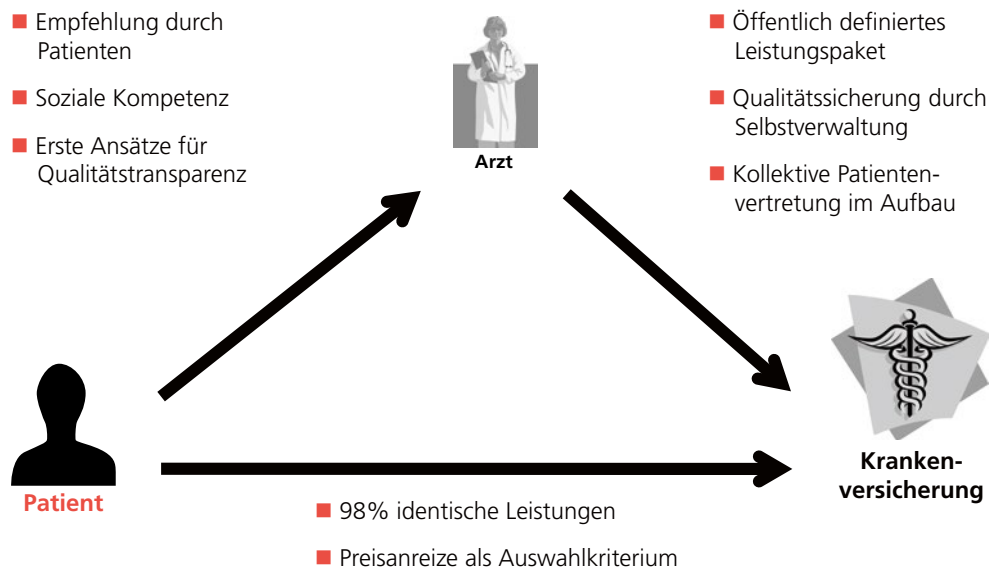 Empfehlung durch
Patienten
Soziale Kompetenz
Erste Ansätze für
Qualitätstransparenz
Arzt
Öffentlich definiertes
Leistungspaket
Qualitätssicherung durch
Selbstverwaltung
Kollektive Patienten-
vertretung im Aufbau
Patient
Kranken-
versicherung
98% identische Leistungen
Preisanreize als Auswahlkriterium